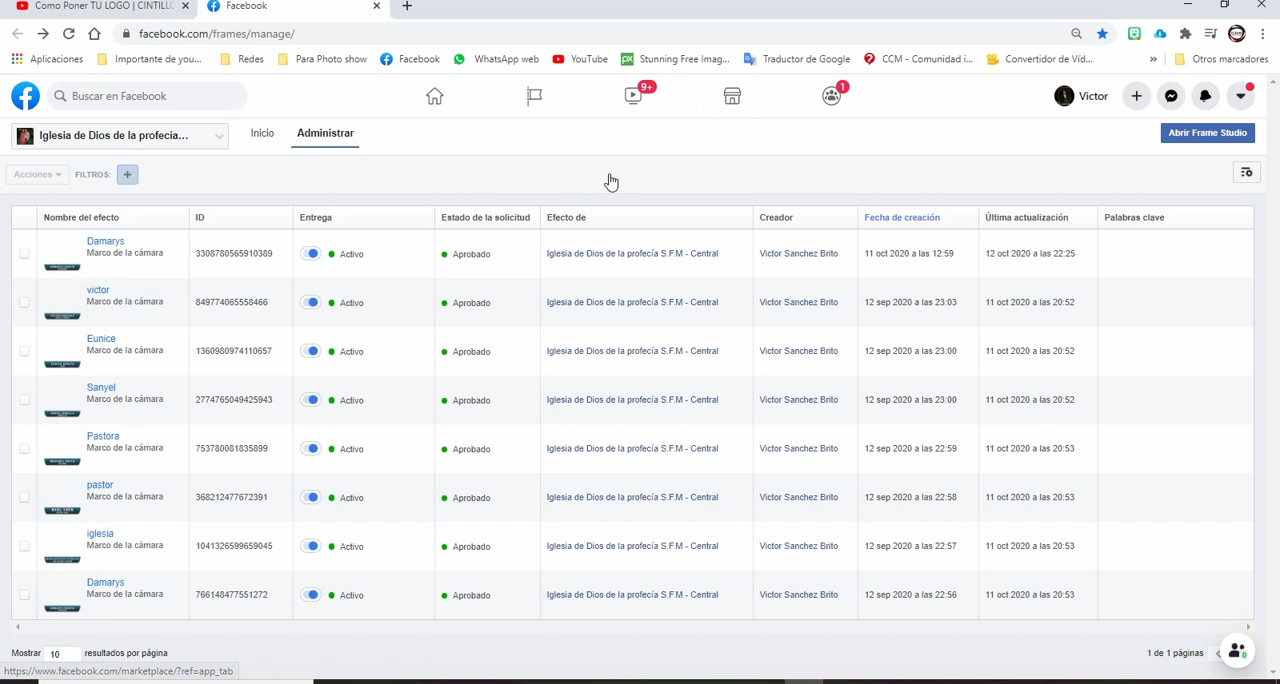 Como Poner TU LOGO | CINTILLO
Facebook
facebook.com/frames/manage/
Aplicaciones
Importante de you...
Redes
Para Photo show
Facebook
WhatsApp web
YouTube
Stunning Free Imag...
Traductor de Google
CCM - Comunidad i...
Convertidor de Víd...
»
Otros marcadores
Buscar en Facebook
9+
1
Victor
Iglesia de Dios de la profecía...
Inicio
Administrar
Abrir Frame Studio
Acciones
FILTROS:
Nombre del efecto ID Entrega Estado de la solicitud Efecto de Creador Fecha de creación Última actualización Palabras clave
Damarys
Marco de la cámara 3308780565910389 Activo Aprobado Iglesia de Dios de la profecía S.F.M - Central Victor Sanchez Brito 11 oct 2020 a las 12:59 12 oct 2020 a las 22:25
victor
Marco de la cámara 849774065558466 Activo Aprobado Iglesia de Dios de la profecía S.F.M - Central Victor Sanchez Brito 12 sep 2020 a las 23:03 11 oct 2020 a las 20:52
Eunice
Marco de la cámara 1360980974110657 Activo Aprobado Iglesia de Dios de la profecía S.F.M - Central Victor Sanchez Brito 12 sep 2020 a las 23:00 11 oct 2020 a las 20:52
Sanyel
Marco de la cámara 2774765049425943 Activo Aprobado Iglesia de Dios de la profecía S.F.M - Central Victor Sanchez Brito 12 sep 2020 a las 23:00 11 oct 2020 a las 20:52
Pastora
Marco de la cámara 753780081835899 Activo Aprobado Iglesia de Dios de la profecía S.F.M - Central Victor Sanchez Brito 12 sep 2020 a las 22:59 11 oct 2020 a las 20:53
pastor
Marco de la cámara 368212477672391 Activo Aprobado Iglesia de Dios de la profecía S.F.M - Central Victor Sanchez Brito 12 sep 2020 a las 22:58 11 oct 2020 a las 20:53
iglesia
Marco de la cámara 1041326599659045 Activo Aprobado Iglesia de Dios de la profecía S.F.M - Central Victor Sanchez Brito 12 sep 2020 a las 22:57 11 oct 2020 a las 20:53
Damarys
Marco de la cámara 766148477551272 Activo Aprobado Iglesia de Dios de la profecía S.F.M - Central Victor Sanchez Brito 12 sep 2020 a las 22:56 11 oct 2020 a las 20:53
Mostrar 10 resultados por página
1 de 1 páginas
https://www.facebook.com/marketplace/?ref=app_tab